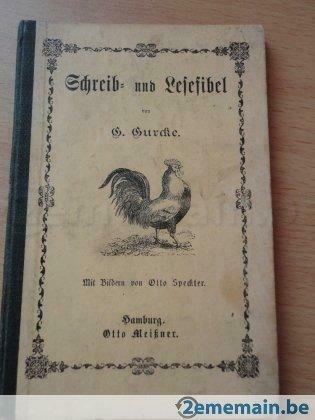 Schreib- und Lesefibel
von
G. Gurcke.
Mit Bildern von Otto Speckter.
Hamburg.
Otto Meißner.
2ememain.be